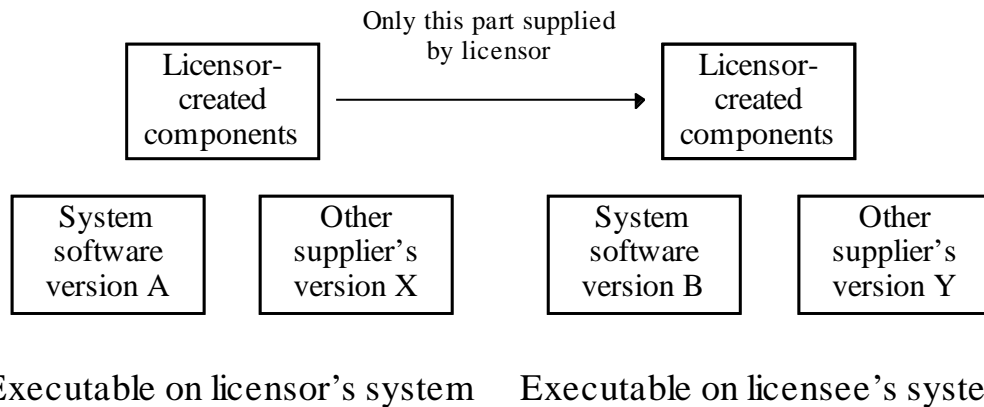 Only this part supplied
by licensor
Licensor-
created
components
Licensor-
created
components
System
software
version A
Other
supplier's
version X
System
software
version B
Other
supplier's
version Y
Executable on licensor's system
Executable on licensee's syste